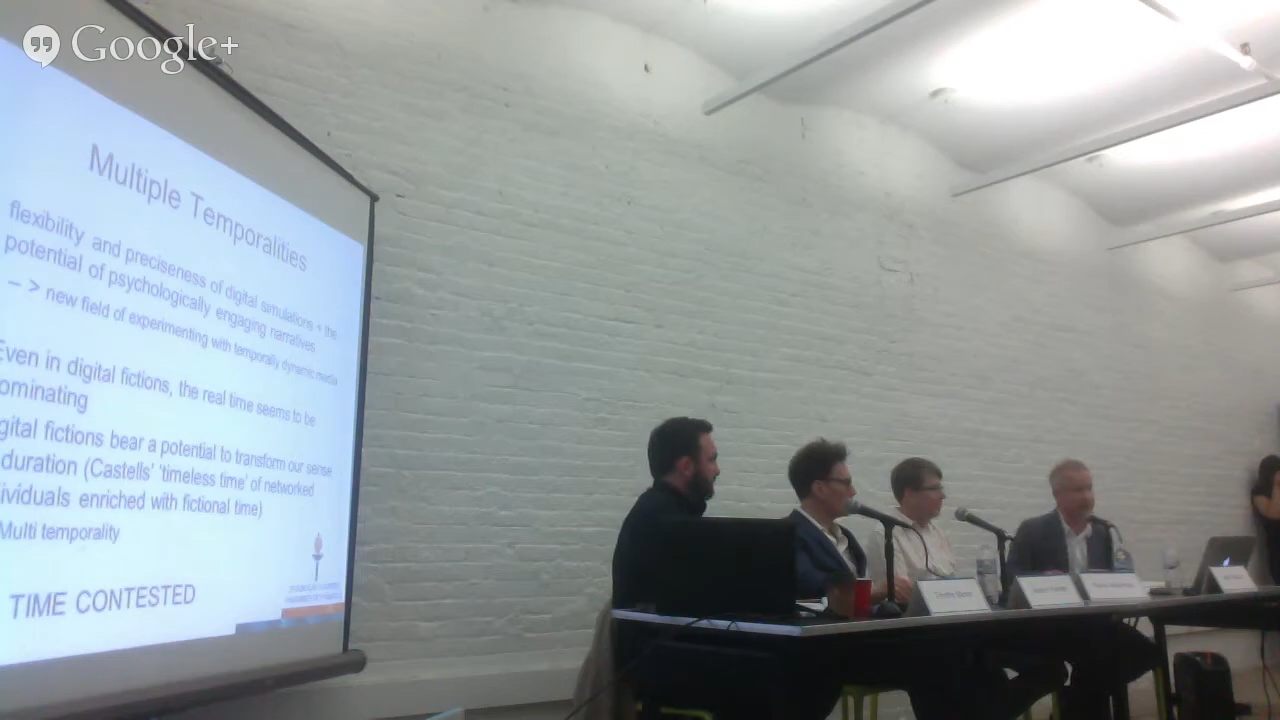 Google+
Multiple Temporalities
flexibility and preciseness of digital simulations + the
potential of psychologically engaging narratives
–> new field of experimenting with temporally dynamic media
Even in digital fictions, the real time seems to be
ominating
gital fictions bear a potential to transform our sense
duration (Castells' 'timeless time' of networked
ividuals enriched with fictional time)
Multi temporality
TIME CONTESTED